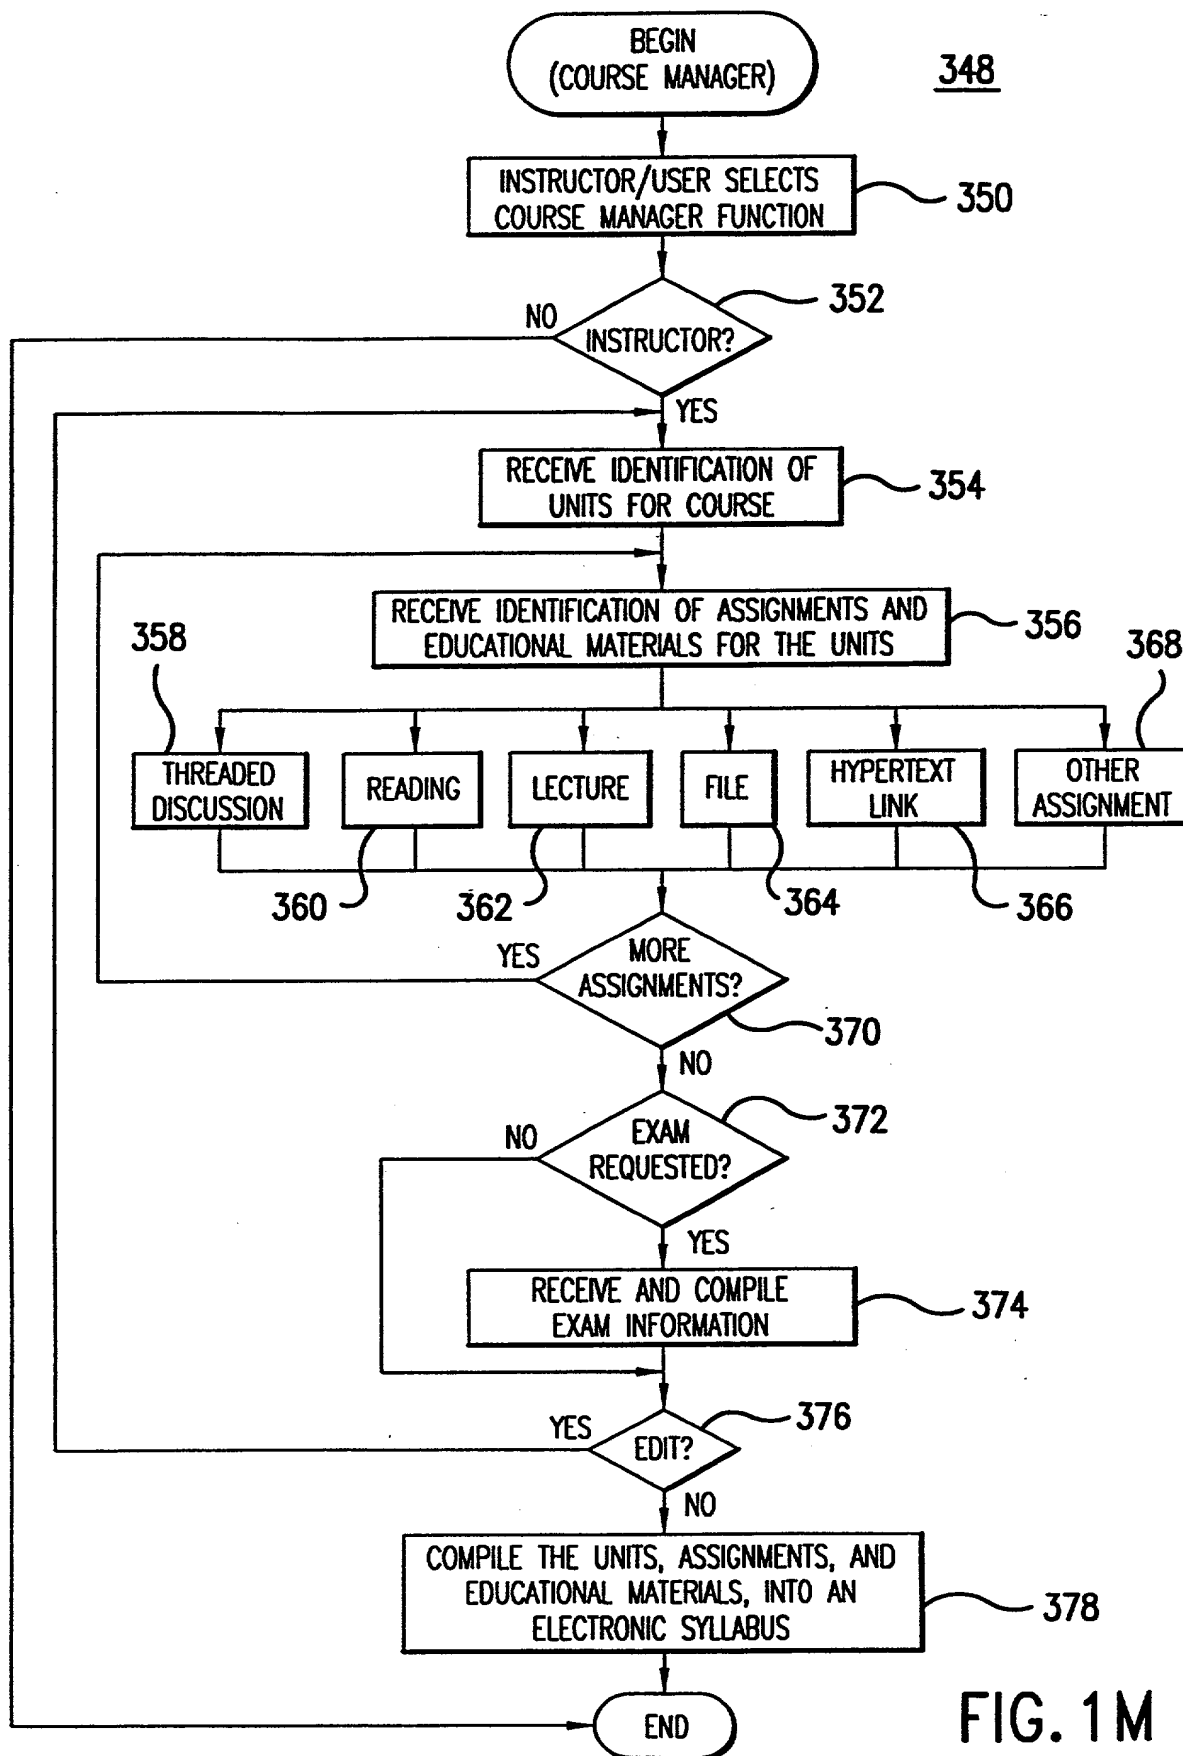 BEGIN
(COURSE MANAGER)
348
INSTRUCTOR/USER SELECTS
COURSE MANAGER FUNCTION
350
352
NO
INSTRUCTOR?
YES
RECEIVE IDENTIFICATION OF
UNITS FOR COURSE
354
RECEIVE IDENTIFICATION OF ASSIGNMENTS AND
EDUCATIONAL MATERIALS FOR THE UNITS
356
358
368
THREADED
DISCUSSION
READING
LECTURE
FILE
HYPERTEXT
LINK
OTHER
ASSIGNMENT
360
362
364
366
YES
MORE
ASSIGNMENTS?
370
NO
372
NO
EXAM
REQUESTED?
YES
RECEIVE AND COMPILE
EXAM INFORMATION
374
376
YES
EDIT?
NO
COMPILE THE UNITS, ASSIGNMENTS, AND
EDUCATIONAL MATERIALS, INTO AN
ELECTRONIC SYLLABUS
378
END
FIG. 1M